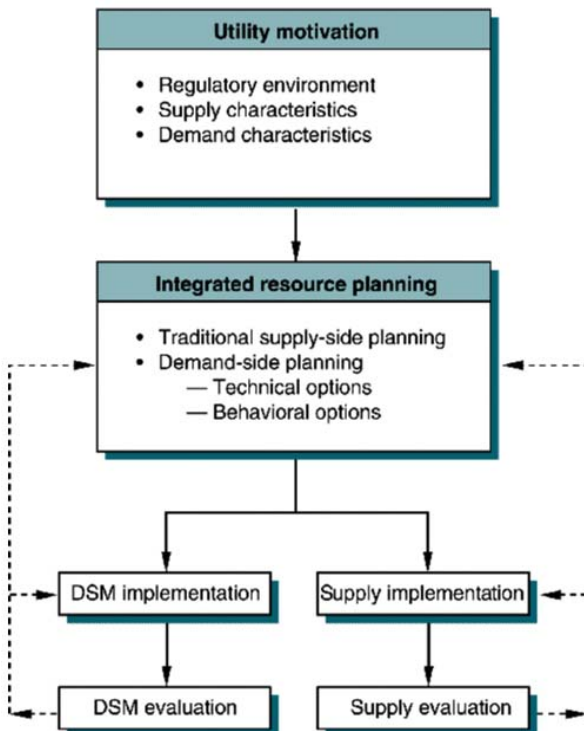 Utility motivation
• Regulatory environment
• Supply characteristics
• Demand characteristics
Integrated resource planning
• Traditional supply-side planning
• Demand-side planning
— Technical options
— Behavioral options
DSM implementation
Supply implementation
DSM evaluation
Supply evaluation